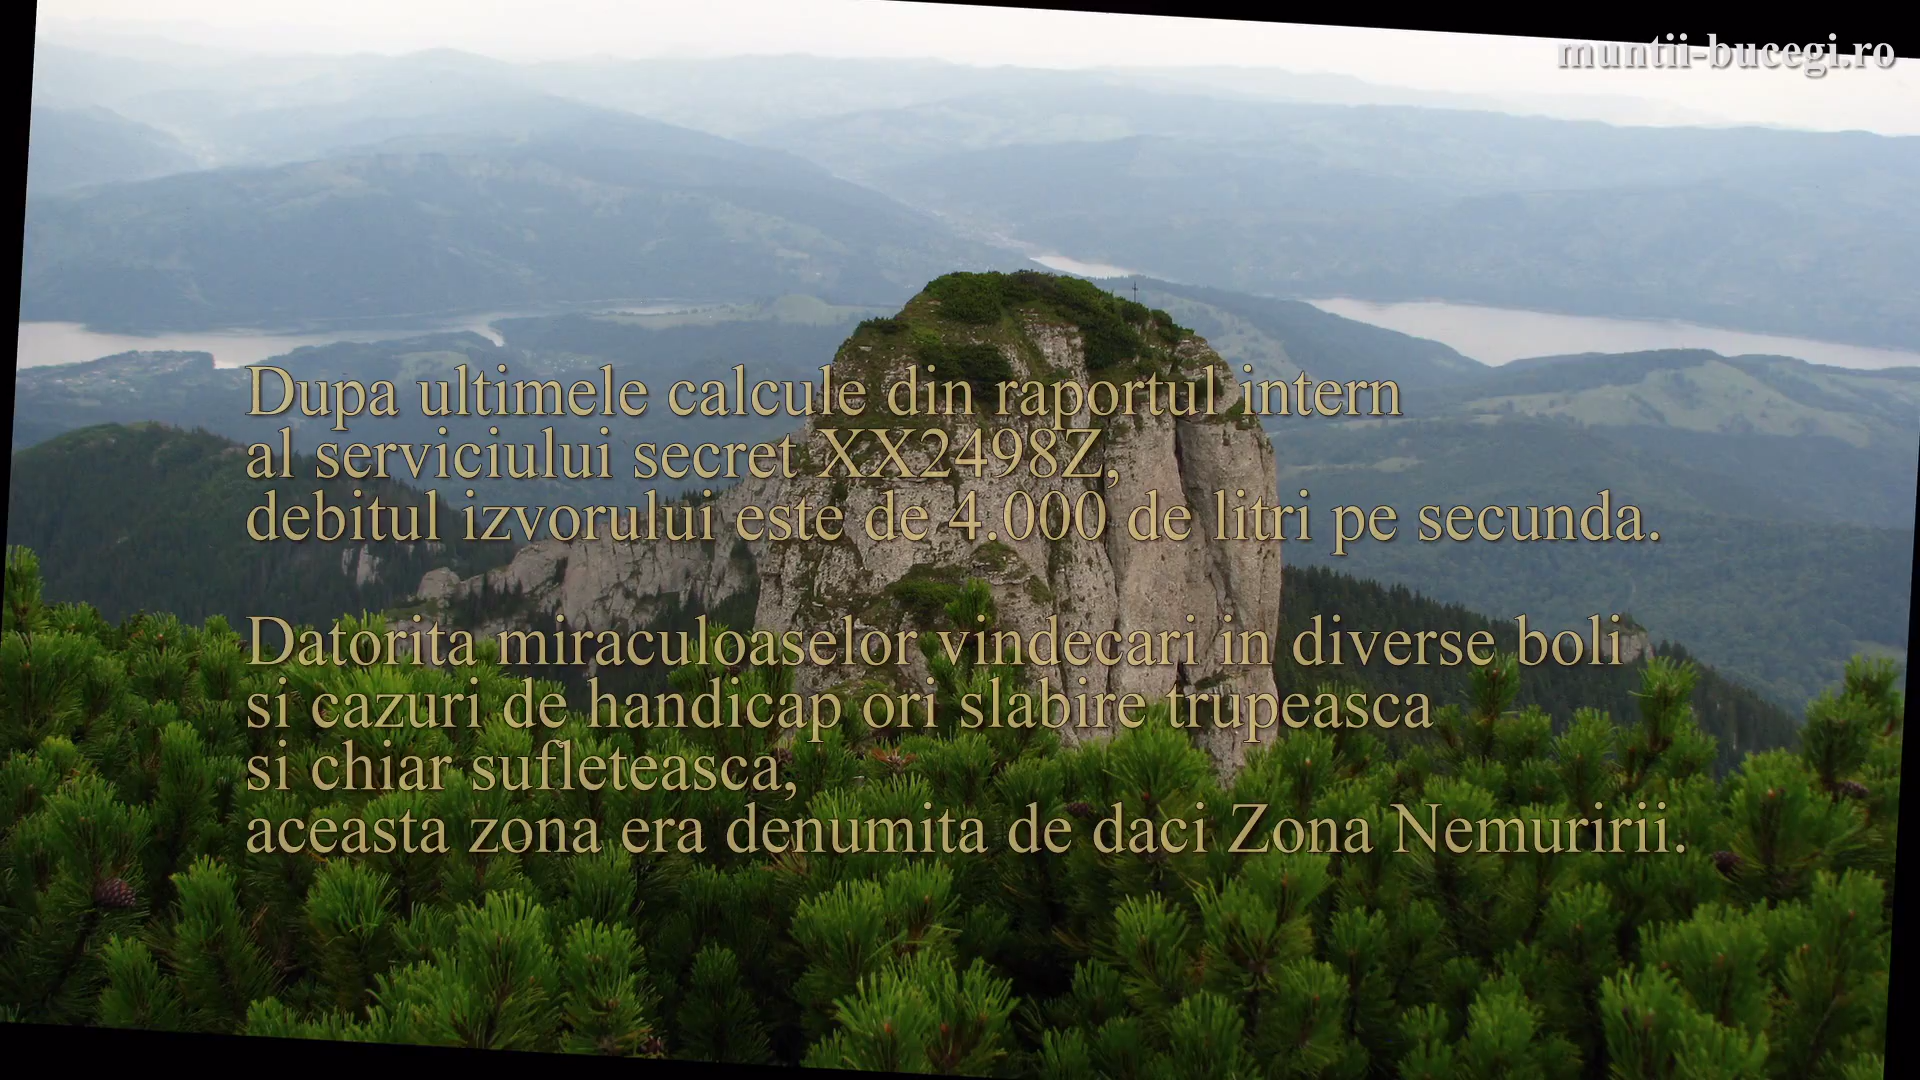 muntii-bucegi.ro
Dupa ultimele calcule din raportul intern
al serviciului secret XX2498Z,
debitul izvorului este de 4.000 de litri pe secunda.
Datorita miraculoaselor vindecari in diverse boli
si cazuri de handicap ori slabire trupeasca
si chiar sufleteasca,
aceasta zona era denumita de daci Zona Nemuririi.